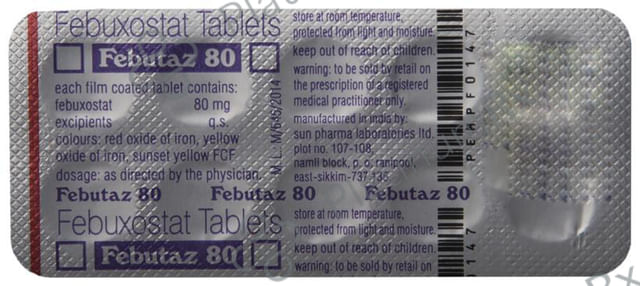 Febuxostat Tablets
Febutaz 80
each film coated tablet contains:
febuxostat 80 mg
excipients q.s.
colours: red oxide of iron, yellow
oxide of iron, sunset yellow FCF
dosage: as directed by the physician.
M.L. M/645/2014
store at room temperature,
protected from light and moisture.
keep out of reach of children.
warning: to be sold by retail on
the prescription of a registered
medical practitioner only.
manufactured in india by:
sun pharma laboratories ltd.
plot no. 107-108,
namli block, p. o. ranipool,
east-sikkim-737 135.
PEHPF0147
Febutaz 80 Febutaz 80 Febutaz 80
Febuxostat Tablets
Febutaz 80
store at room temperature,
protected from light and moisture.
keep out of reach of children.
warning: to be sold by retail on
0147